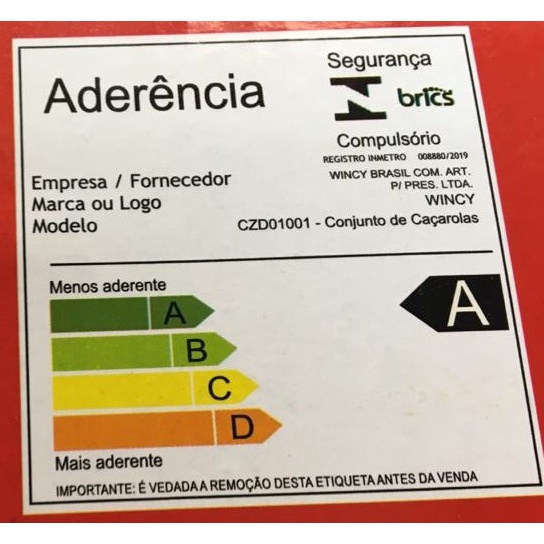 Aderência
Segurança
brics
Compulsório
REGISTRO INMETRO 008880/2019
Empresa / Fornecedor
WINCY BRASIL COM. ART.
P/ PRES. LTDA.
Marca ou Logo
WINCY
Modelo
CZD01001 - Conjunto de Caçarolas
Menos aderente
A
A
B
C
D
Mais aderente
IMPORTANTE: É VEDADA A REMOÇÃO DESTA ETIQUETA ANTES DA VENDA